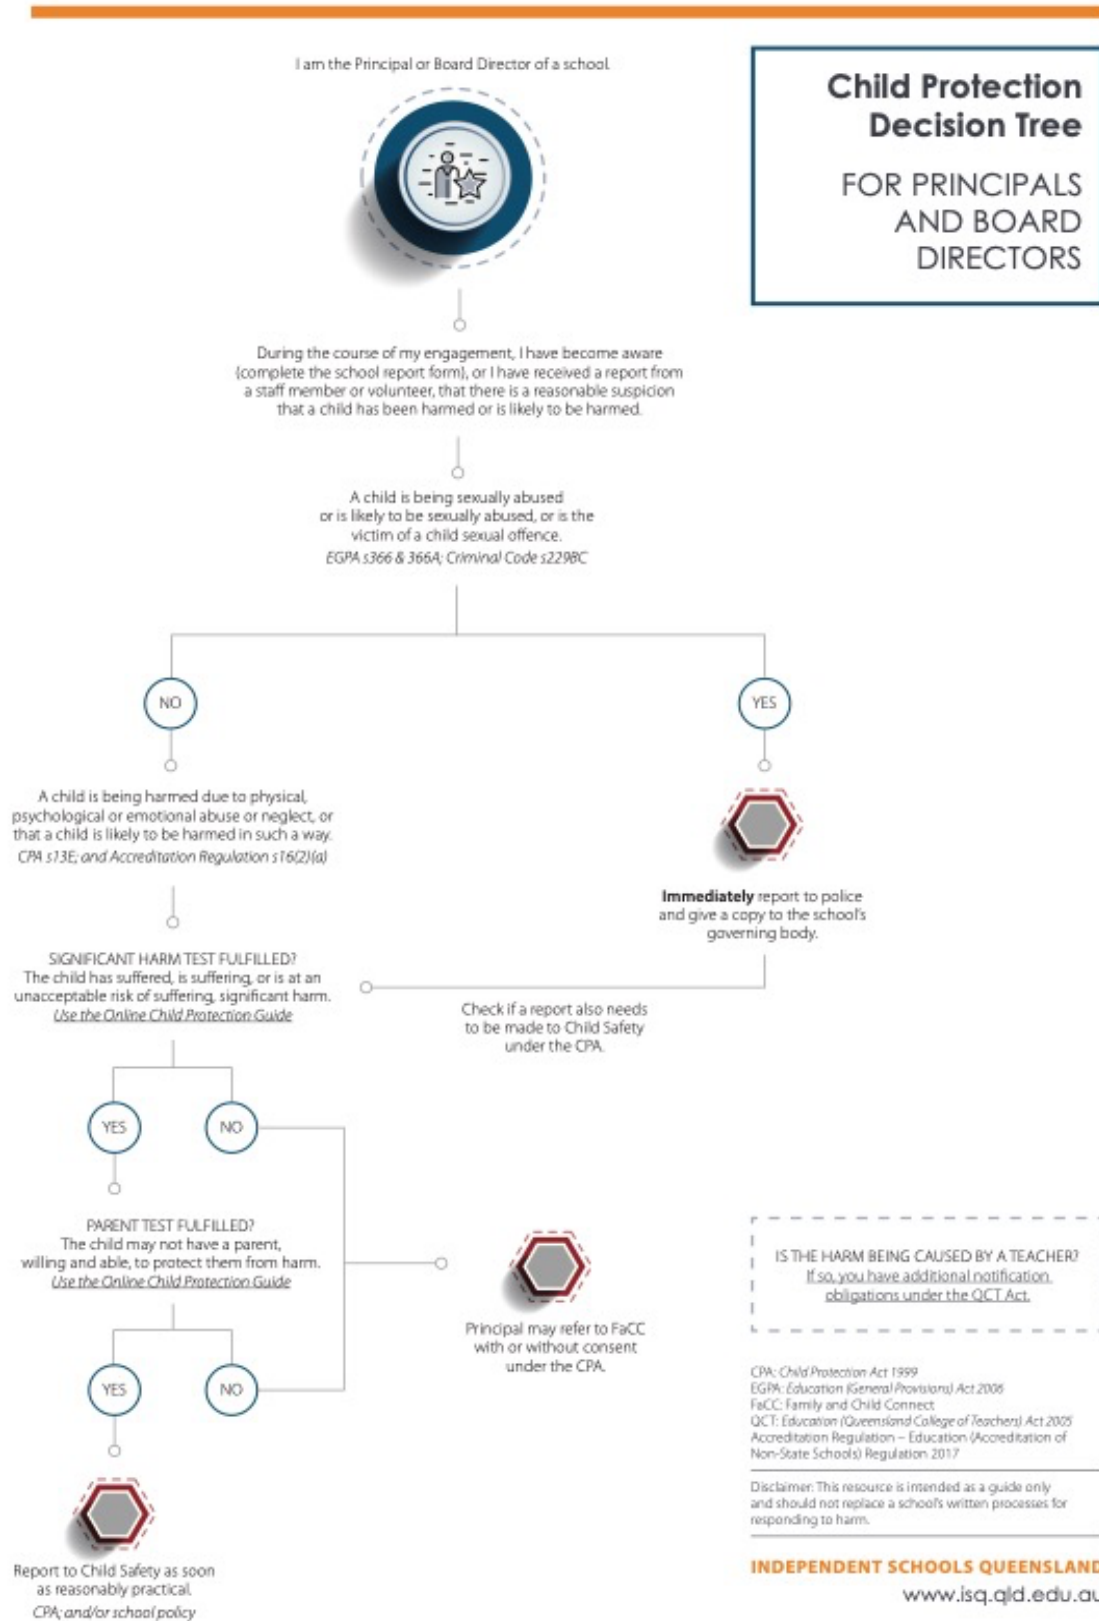 I am the Principal or Board Director of a school.
Child Protection
Decision Tree
FOR PRINCIPALS
AND BOARD
DIRECTORS
During the course of my engagement, I have become aware
(complete the school report form), or I have received a report from
a staff member or volunteer, that there is a reasonable suspicion
that a child has been harmed or is likely to be harmed.
A child is being sexually abused
or is likely to be sexually abused, or is the
victim of a child sexual offence.
EGPA s366 & 366A; Criminal Code s229BC
NO
YES
A child is being harmed due to physical,
psychological or emotional abuse or neglect, or
that a child is likely to be harmed in such a way.
CPA s13E; and Accreditation Regulation s16(2)(a)
Immediately report to police
and give a copy to the school's
governing body.
SIGNIFICANT HARM TEST FULFILLED?
The child has suffered, is suffering, or is at an
unacceptable risk of suffering, significant harm.
Use the Online Child Protection Guide
Check if a report also needs
to be made to Child Safety
under the CPA.
YES
NO
PARENT TEST FULFILLED?
The child may not have a parent,
willing and able, to protect them from harm.
Use the Online Child Protection Guide
Principal may refer to FaCC
with or without consent
under the CPA.
YES
NO
Report to Child Safety as soon
as reasonably practical.
CPA; and/or school policy
IS THE HARM BEING CAUSED BY A TEACHER?
If so, you have additional notification
obligations under the QCT Act.
CPA: Child Protection Act 1999
EGPA: Education (General Provisions) Act 2006
FaCC: Family and Child Connect
QCT: Education (Queensland College of Teachers) Act 2005
Accreditation Regulation – Education (Accreditation of
Non-State Schools) Regulation 2017
Disclaimer: This resource is intended as a guide only
and should not replace a school's written processes for
responding to harm.
INDEPENDENT SCHOOLS QUEENSLAND
www.isq.qld.edu.au